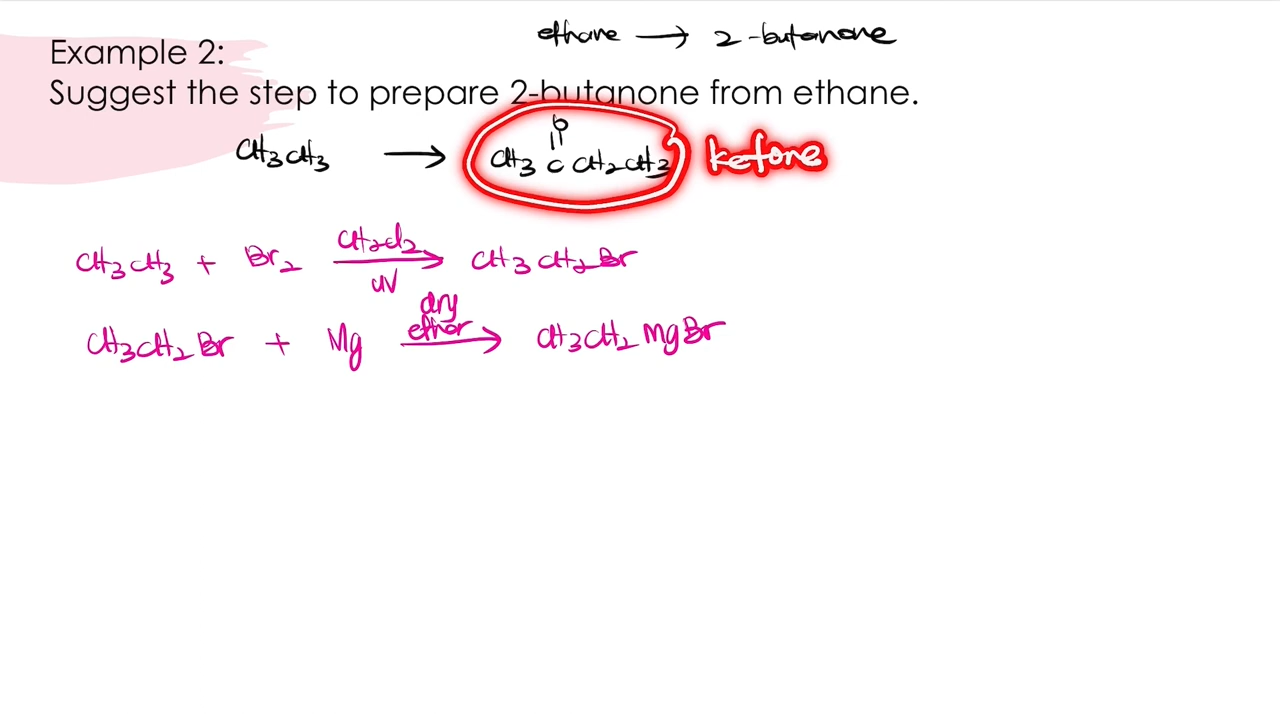 ethane → 2-butanone
Example 2:
Suggest the step to prepare 2-butanone from ethane.
O
||
CH3CH3 → CH3 C CH2CH3 ketone
CH2Cl2
CH3CH3 + Br2 → CH3CH2Br
UV
dry
ether
CH3CH2Br + Mg → CH3CH2MgBr